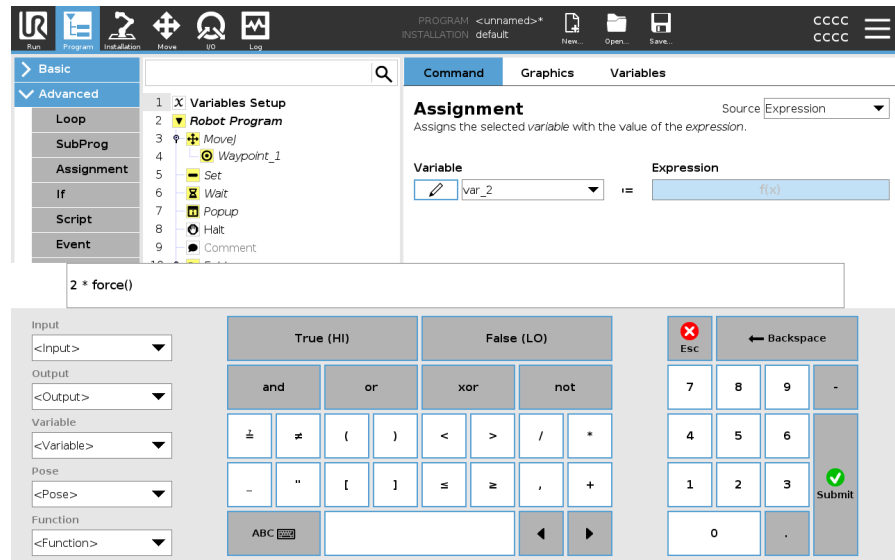 UR
PROGRAM <unnamed>*
INSTALLATION default
Run Program Installation Move I/O Log
New... Open... Save...
CCCC
CCCC
Basic
Advanced
Loop
SubProg
Assignment
If
Script
Event
1 X Variables Setup
2 Robot Program
3 MoveJ
4 Waypoint_1
5 Set
6 Wait
7 Popup
8 Halt
9 Comment
Command Graphics Variables
Assignment
Source Expression
Assigns the selected variable with the value of the expression.
Variable Expression
var_2 := f(x)
2 * force()
Input
<Input>
Output
<Output>
Variable
<Variable>
Pose
<Pose>
Function
<Function>
True (HI) False (LO)
and or xor not
≟ ≠ ( ) < > / *
_ " [ ] ≤ ≥ , +
ABC
Esc Backspace
7 8 9 -
4 5 6
1 2 3 Submit
0 .